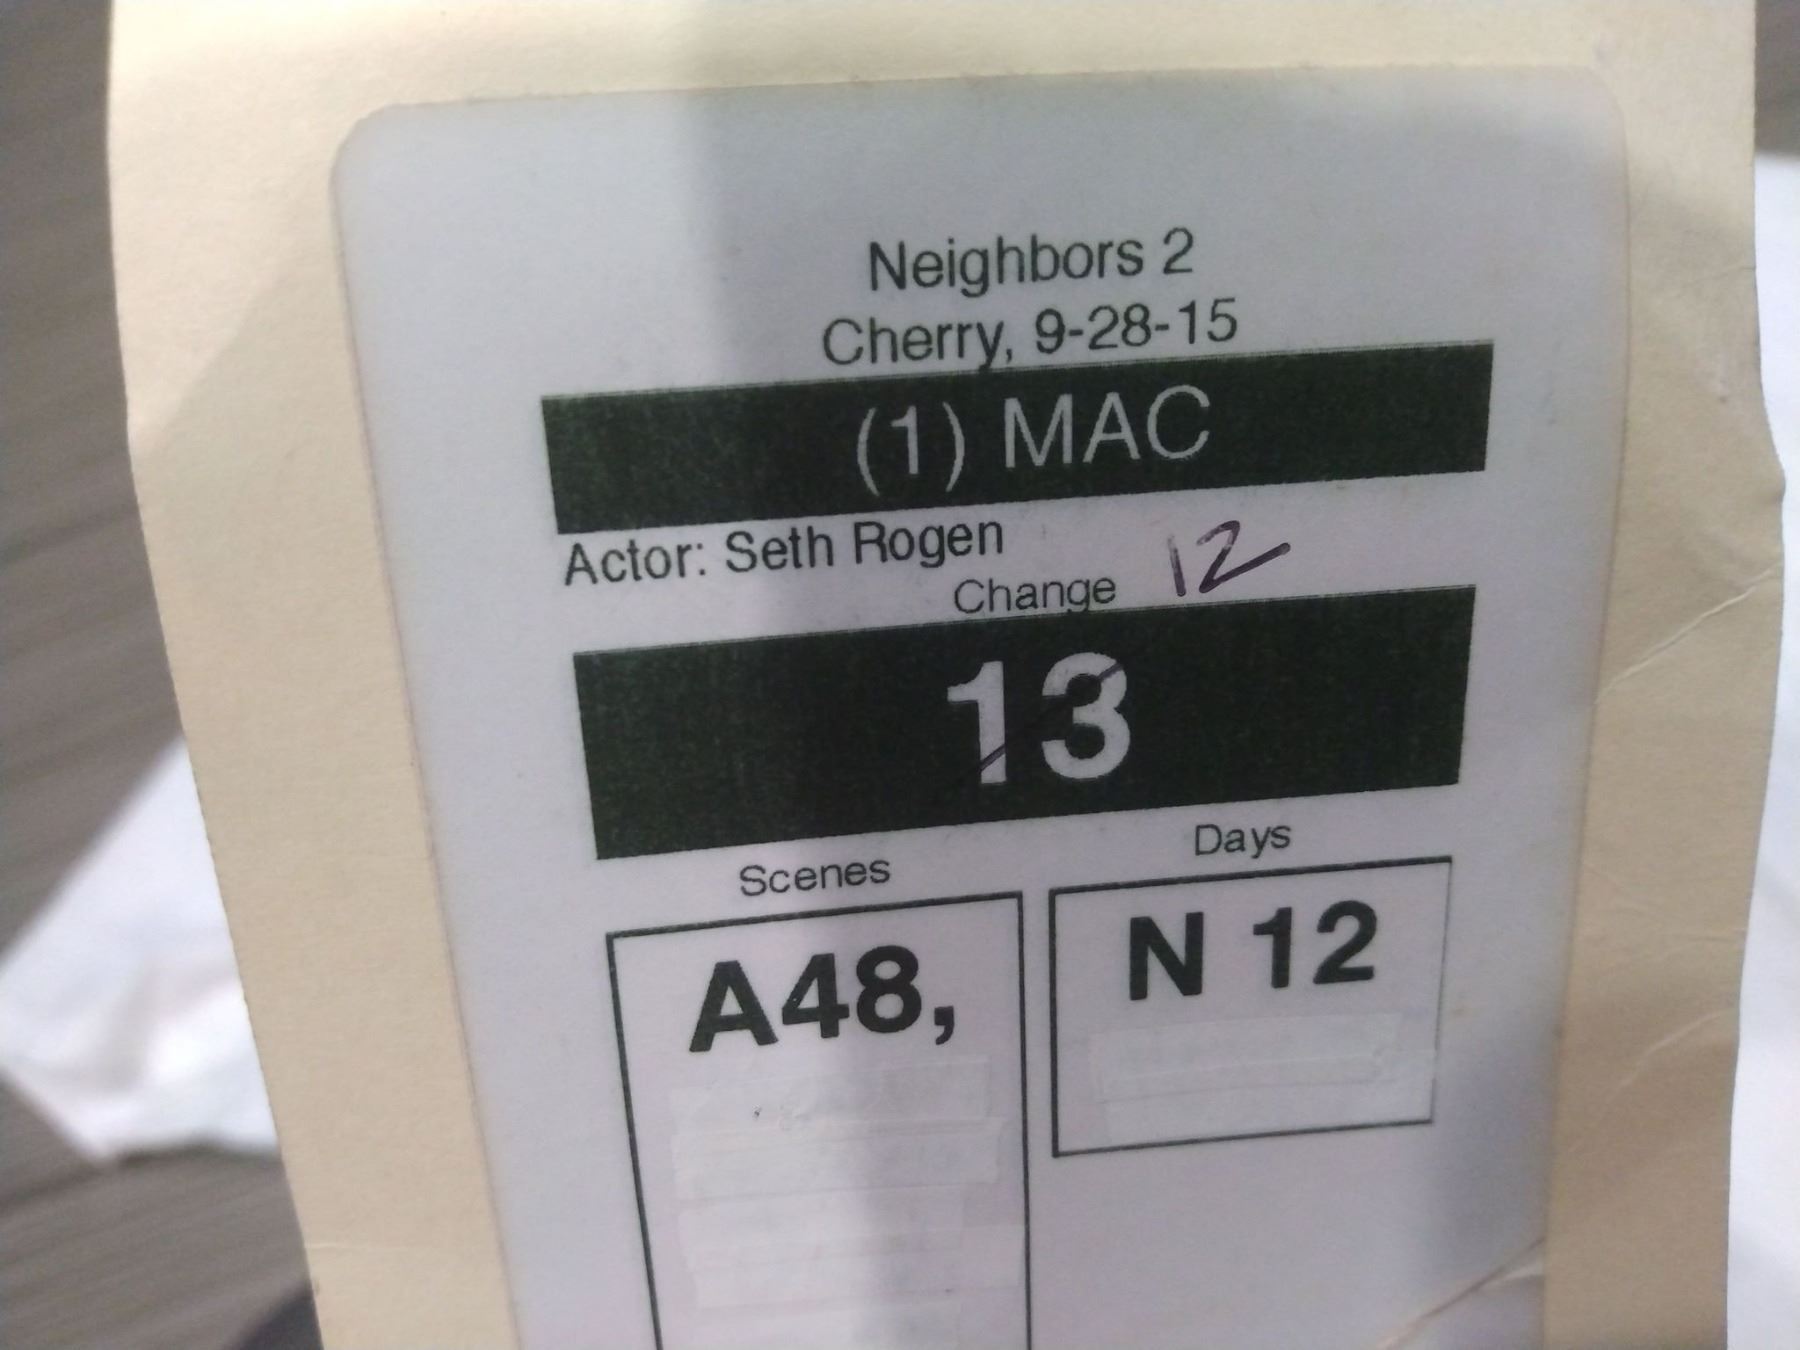 Neighbors 2
Cherry, 9-28-15
(1) MAC
Actor: Seth Rogen
Change 12
13
Scenes Days
A48, N 12